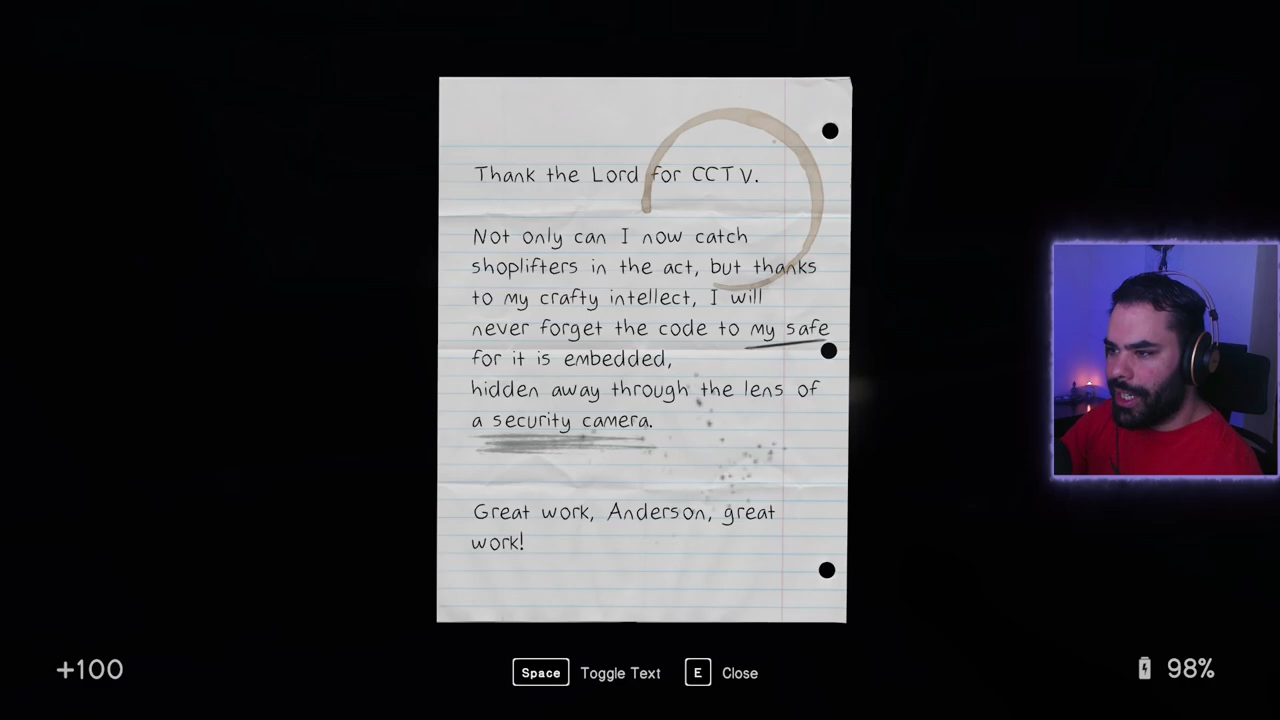 Thank the Lord for CCTV.
Not only can I now catch
shoplifters in the act, but thanks
to my crafty intellect, I will
never forget the code to my safe
for it is embedded,
hidden away through the lens of
a security camera.
Great work, Anderson, great
work!
+100
Space Toggle Text E Close
98%